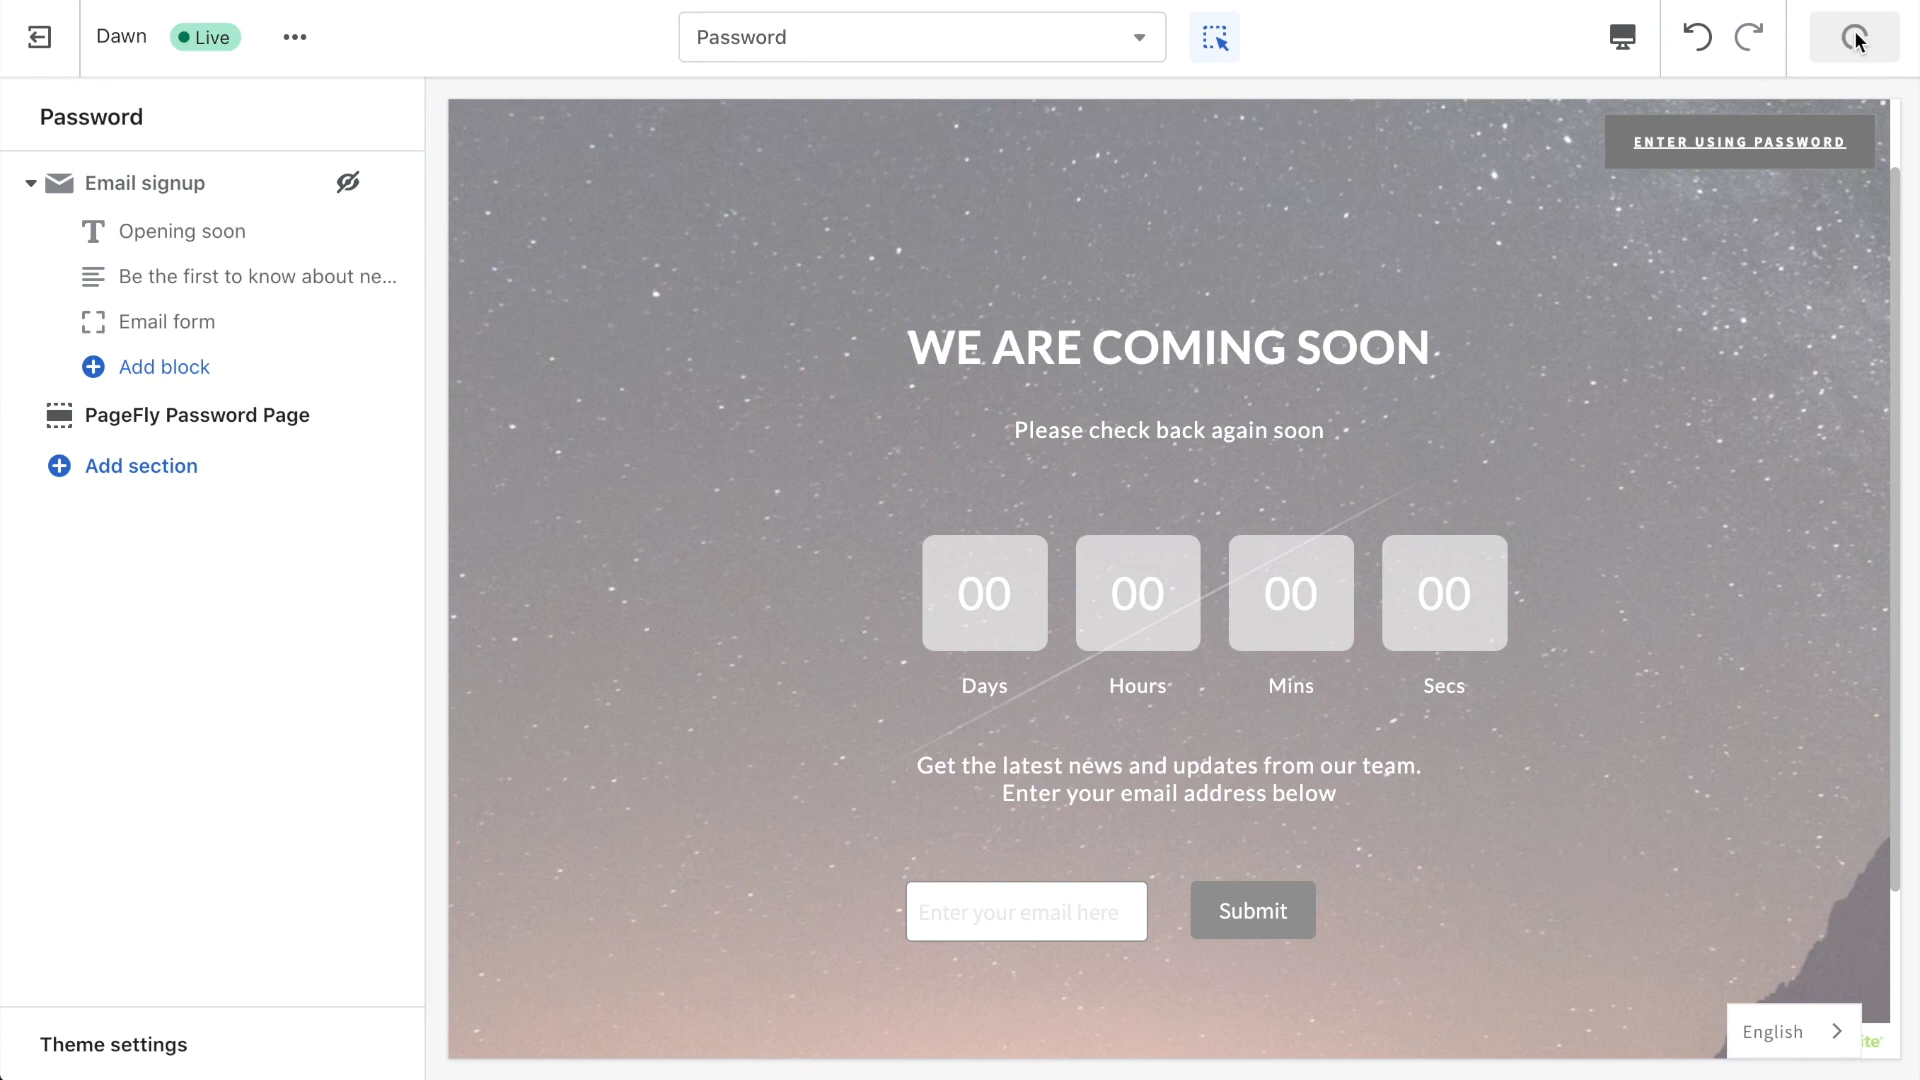 Dawn
Live
Password
Password
Email signup
Opening soon
Be the first to know about ne...
Email form
Add block
PageFly Password Page
Add section
Theme settings
ENTER USING PASSWORD
WE ARE COMING SOON
Please check back again soon
00 00 00 00
Days Hours Mins Secs
Get the latest news and updates from our team.
Enter your email address below
Enter your email here
Submit
English